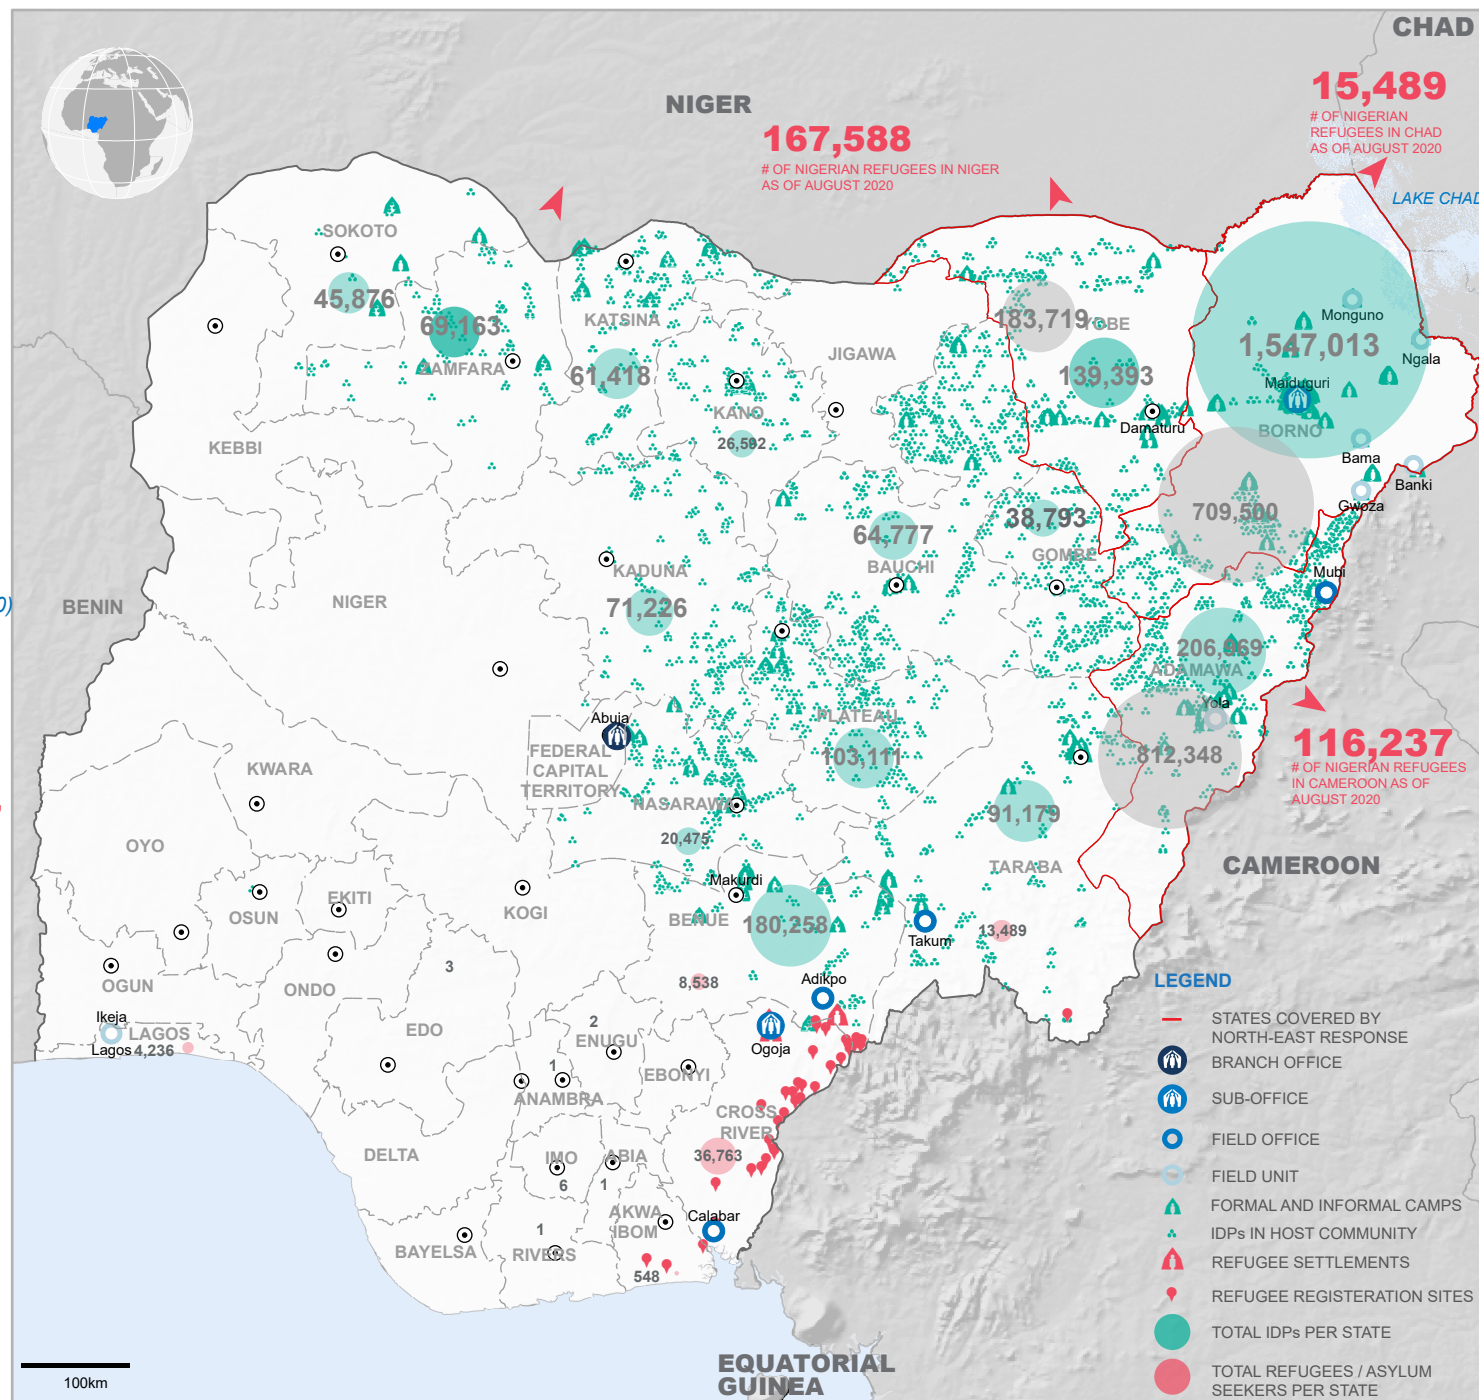 CHAD
15,489
# OF NIGERIAN
REFUGEES IN CHAD
AS OF AUGUST 2020
NIGER
167,588
# OF NIGERIAN REFUGEES IN NIGER
AS OF AUGUST 2020
LAKE CHAD
SOKOTO
45,876
69,163
ZAMFARA
KATSINA
61,418
KANO
26,592
JIGAWA
183,719
YOBE
139,393
Damaturu
Monguno
1,547,013
Ngala
Maiduguri
BORNO
Bama
Banki
Gwoza
709,500
KEBBI
64,777
BAUCHI
38,793
GOMBE
Mubi
KADUNA
71,226
NIGER
BENIN
0)
206,969
ADAMAWA
Yola
812,348
116,237
# OF NIGERIAN REFUGEES
IN CAMEROON AS OF
AUGUST 2020
CAMEROON
Abuja
FEDERAL
CAPITAL
TERRITORY
PLATEAU
103,111
NASARAWA
20,475
91,179
TARABA
KWARA
OYO
OSUN
EKITI
KOGI
Makurdi
BENUE
180,258
Takum
13,489
8,538
Adikpo
OGUN
ONDO
3
EDO
Ikeja
LAGOS
Lagos 4,236
2
ENUGU
Ogoja
1
ANAMBRA
EBONYI
CROSS
RIVER
36,763
DELTA
IMO
6
ABIA
1
AKWA
IBOM
Calabar
BAYELSA
1
RIVERS
548
EQUATORIAL
GUINEA
100km
LEGEND
STATES COVERED BY
NORTH-EAST RESPONSE
BRANCH OFFICE
SUB-OFFICE
FIELD OFFICE
FIELD UNIT
FORMAL AND INFORMAL CAMPS
IDPs IN HOST COMMUNITY
REFUGEE SETTLEMENTS
REFUGEE REGISTERATION SITES
TOTAL IDPs PER STATE
TOTAL REFUGEES / ASYLUM
SEEKERS PER STATE